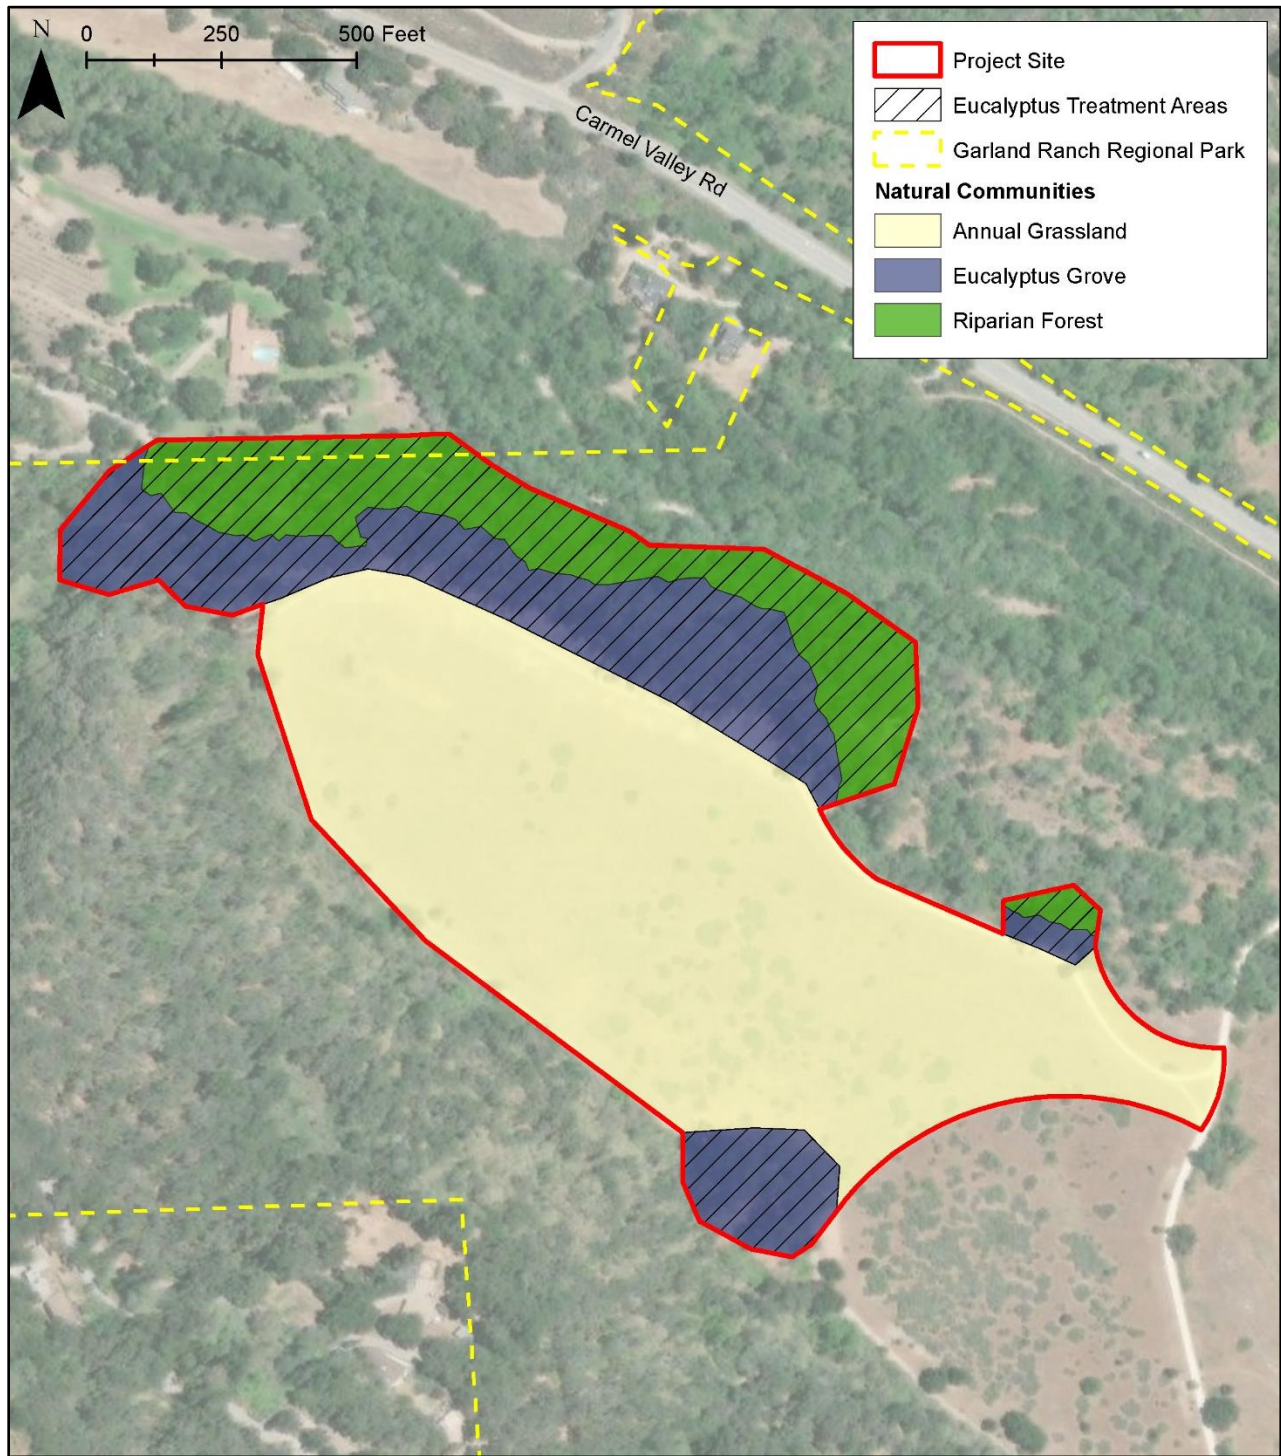 N
0 250 500 Feet
Carmel Valley Rd
Project Site
Eucalyptus Treatment Areas
Garland Ranch Regional Park
Natural Communities
Annual Grassland
Eucalyptus Grove
Riparian Forest